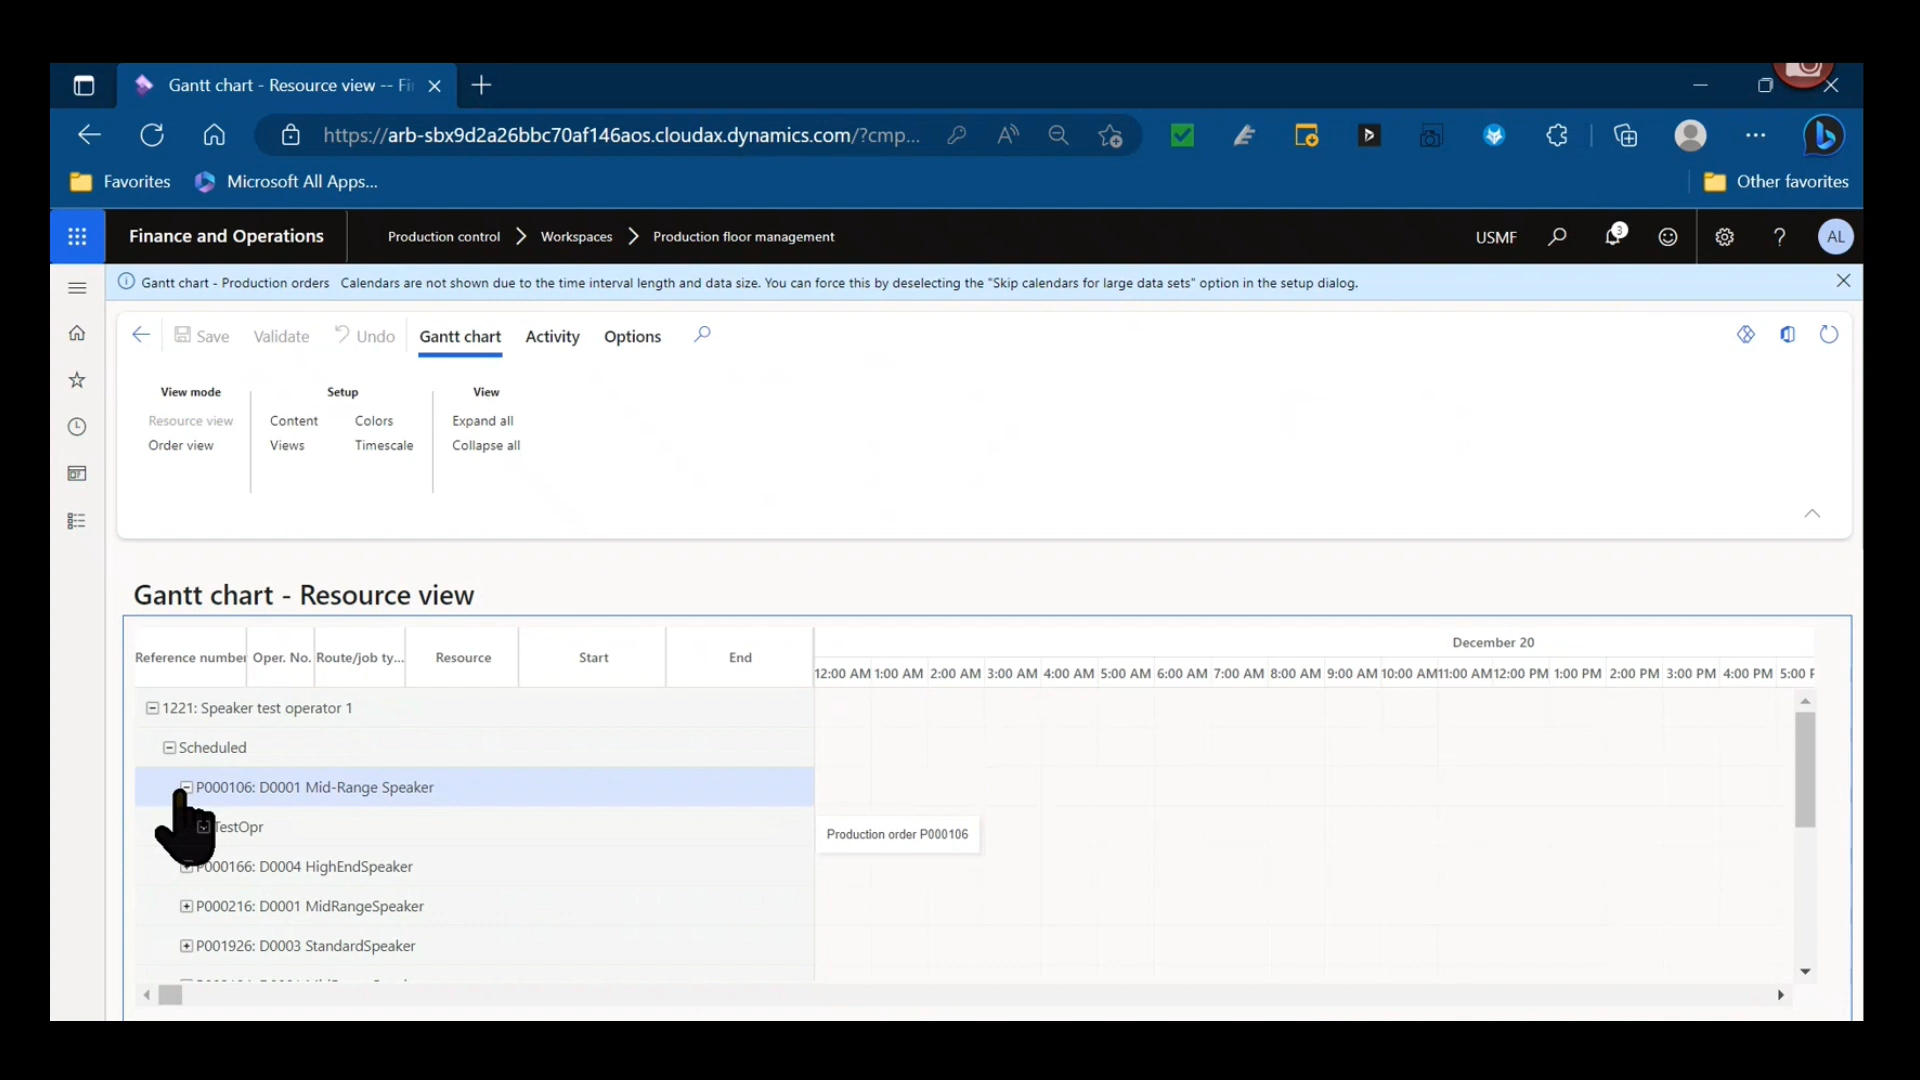 Gantt chart - Resource view -- Fi
https://arb-sbx9d2a26bbc70af146aos.cloudax.dynamics.com/?cmp...
Favorites
Microsoft All Apps...
Other favorites
Finance and Operations
Production control
Workspaces
Production floor management
USMF
3
AL
Gantt chart - Production orders Calendars are not shown due to the time interval length and data size. You can force this by deselecting the "Skip calendars for large data sets" option in the setup dialog.
Save
Validate
Undo
Gantt chart
Activity
Options
View mode
Setup
View
Resource view
Content
Colors
Expand all
Order view
Views
Timescale
Collapse all
Gantt chart - Resource view
December 20
Reference number
Oper. No.
Route/job ty...
Resource
Start
End
12:00 AM 1:00 AM 2:00 AM 3:00 AM 4:00 AM 5:00 AM 6:00 AM 7:00 AM 8:00 AM 9:00 AM 10:00 AM 11:00 AM 12:00 PM 1:00 PM 2:00 PM 3:00 PM 4:00 PM 5:00 P
1221: Speaker test operator 1
Scheduled
P000106: D0001 Mid-Range Speaker
TestOpr
Production order P000106
P000166: D0004 HighEndSpeaker
P000216: D0001 MidRangeSpeaker
P001926: D0003 StandardSpeaker